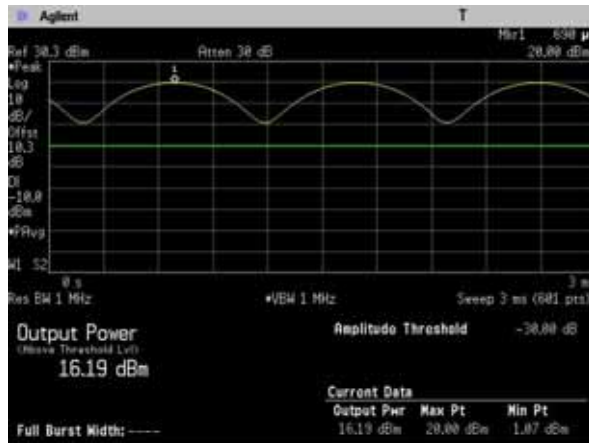 Agilent T
Mkr1 .690 µ
Ref 30.3 dBm Atten 30 dB 20.00 dBm
•Peak
Log
10
dB/
Offst
10.3
dB
DI
-10.0
dBm
•PAvg
W1 S2
0 s 3 m
Res BW 1 MHz •VBW 1 MHz Sweep 3 ms (601 pts)
Output Power Amplitude Threshold -30.00 dB
(Above Threshold Lvl)
16.19 dBm
Current Data
Output Pwr Max Pt Min Pt
Full Burst Width: ---- 16.19 dBm 20.00 dBm 1.07 dBm